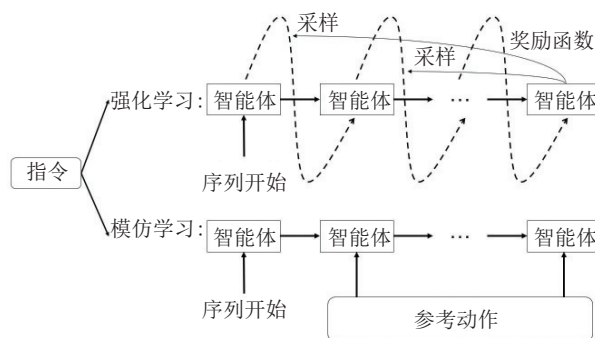 采样
奖励函数
采样
强化学习:
智能体
智能体
...
智能体
序列开始
指令
模仿学习:
智能体
智能体
...
智能体
序列开始
参考动作